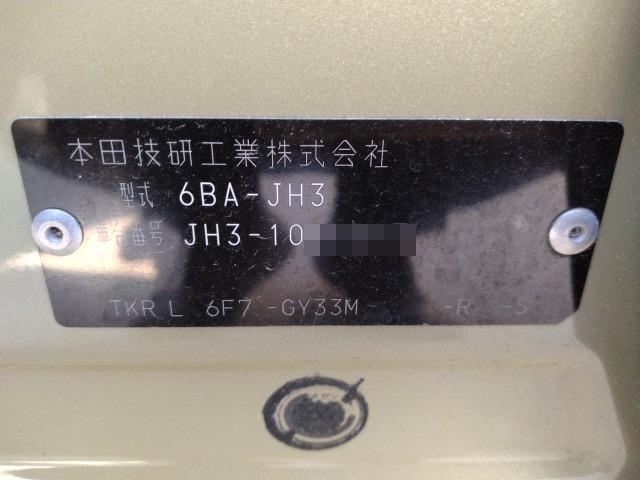 本田技研工業株式会社
型式 6BA-JH3
車台番号 JH3-10
TKR L 6F7 -GY33M -R -S